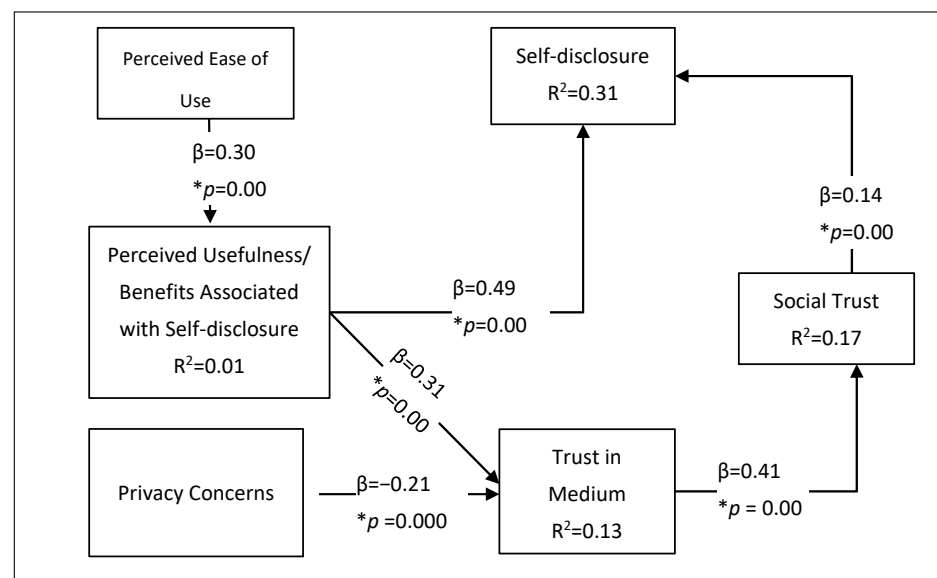 Perceived Ease of
Use
β=0.30
*p=0.00
Perceived Usefulness/
Benefits Associated
with Self-disclosure
R²=0.01
Self-disclosure
R²=0.31
β=0.14
*p=0.00
β=0.49
*p=0.00
Social Trust
R²=0.17
β=0.31
*p=0.00
Privacy Concerns
β=−0.21
*p =0.000
Trust in
Medium
R²=0.13
β=0.41
*p = 0.00